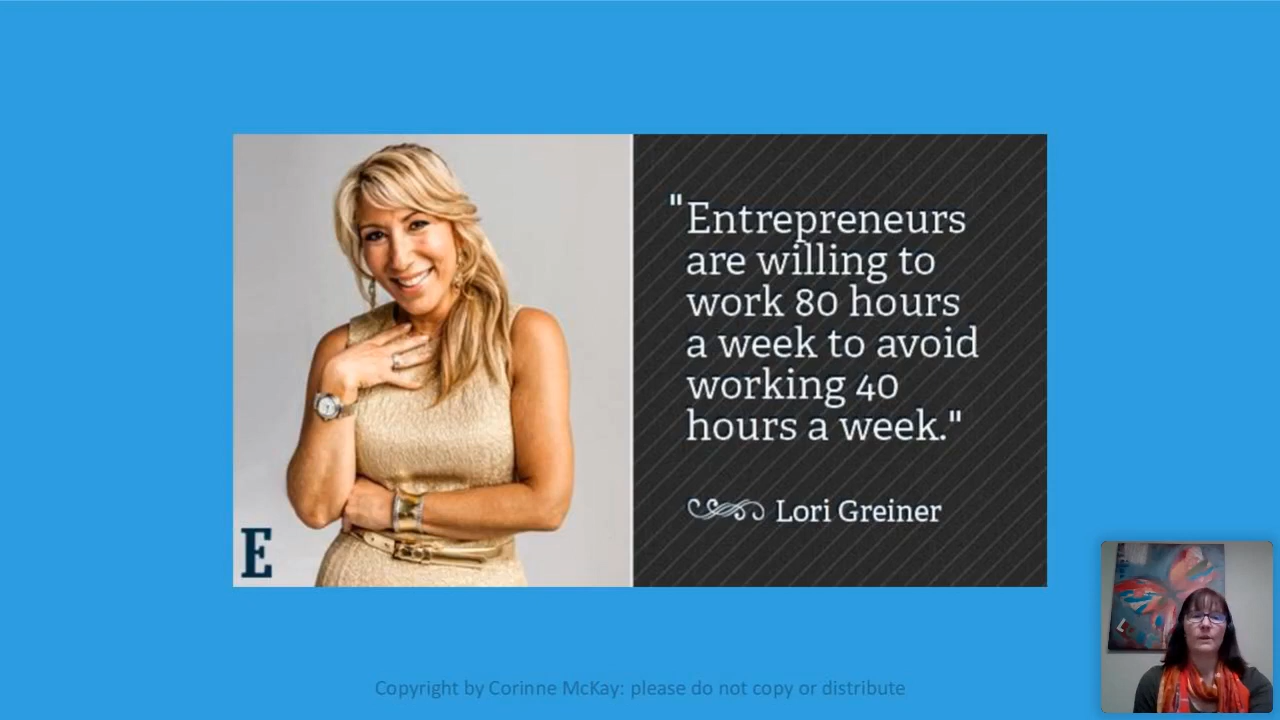 "Entrepreneurs
are willing to
work 80 hours
a week to avoid
working 40
hours a week."
Lori Greiner
E
Copyright by Corinne McKay: please do not copy or distribute